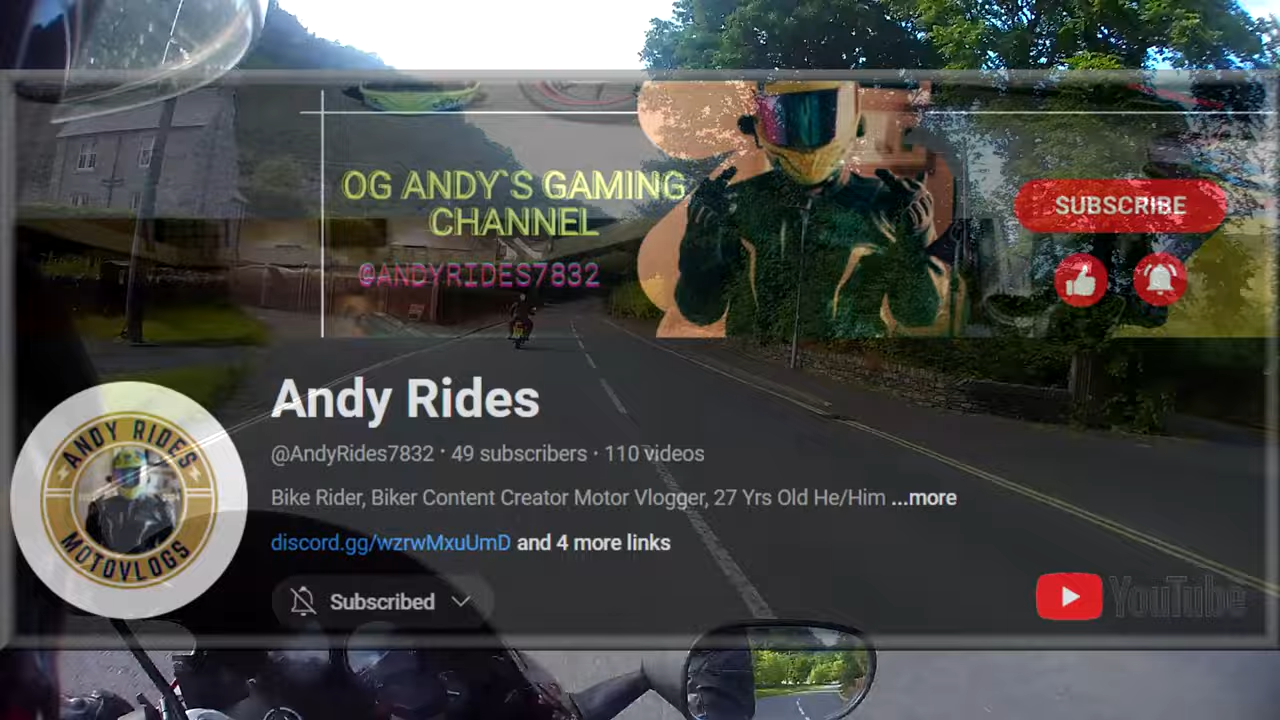 OG ANDY`S GAMING
CHANNEL
@ANDYRIDES7832
SUBSCRIBE
Andy Rides
@AndyRides7832 · 49 subscribers · 110 videos
Bike Rider, Biker Content Creator Motor Vlogger, 27 Yrs Old He/Him ...more
discord.gg/wzrwMxuUmD and 4 more links
Subscribed
ANDY RIDES
2024
MOTOVLOGS
YouTube